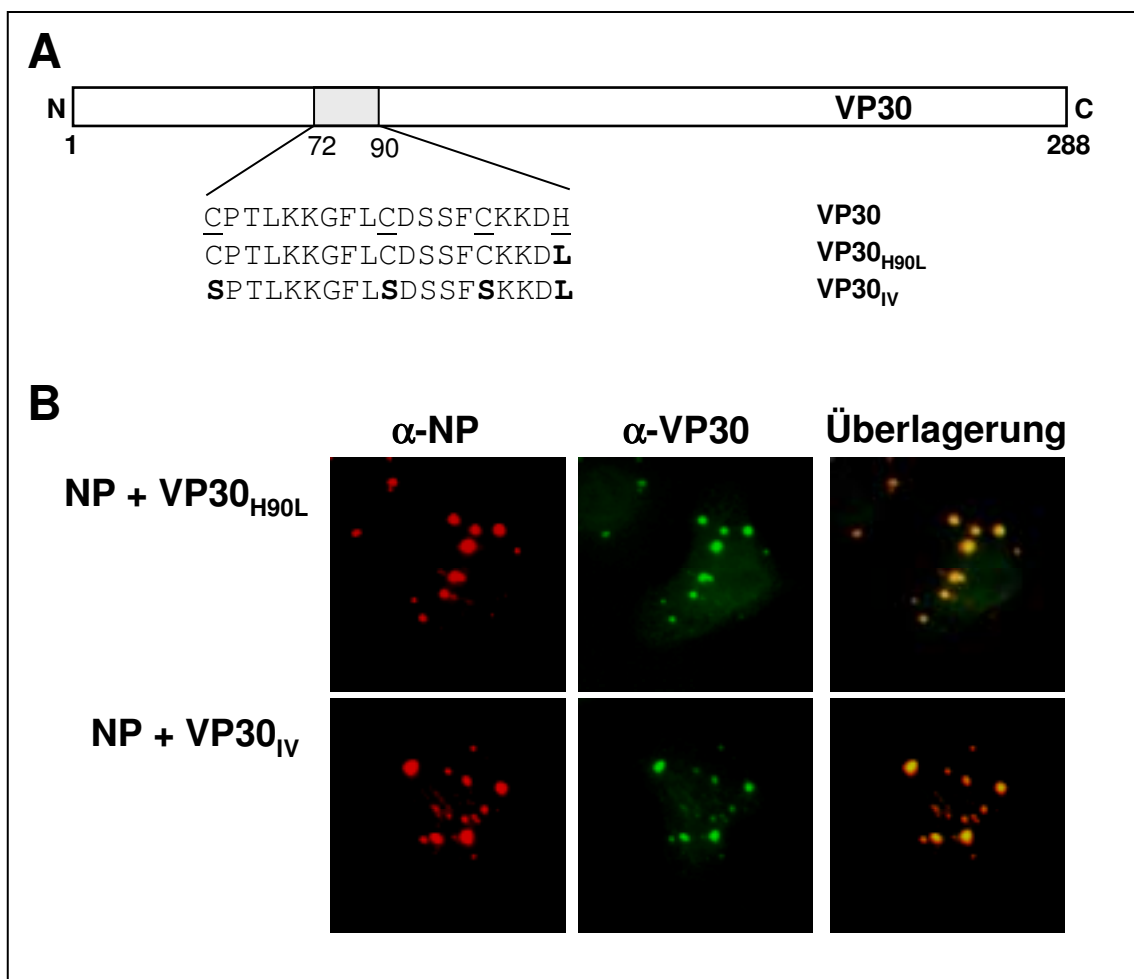 A
N VP30 C
1 72 90 288
CPTLKKGFLCDSSFCKKDH VP30
CPTLKKGFLCDSSFCKKDL VP30H90L
SPTLKKGFLSDSSFSKKDL VP30IV
B
α-NP α-VP30 Überlagerung
NP + VP30H90L
NP + VP30IV